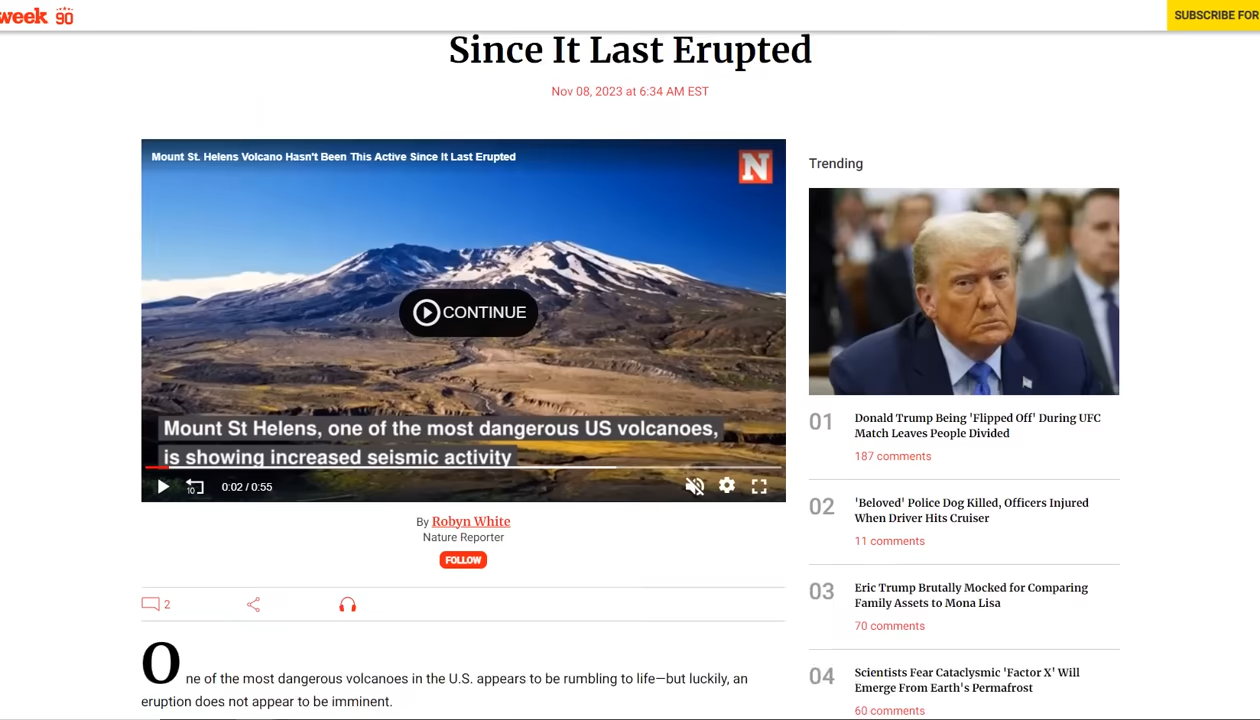 week 90
SUBSCRIBE FOR
Since It Last Erupted
Nov 08, 2023 at 6:34 AM EST
Mount St. Helens Volcano Hasn't Been This Active Since It Last Erupted
N
CONTINUE
Mount St Helens, one of the most dangerous US volcanoes,
is showing increased seismic activity
10
0:02 / 0:55
By Robyn White
Nature Reporter
FOLLOW
2
One of the most dangerous volcanoes in the U.S. appears to be rumbling to life—but luckily, an
eruption does not appear to be imminent.
Trending
01
Donald Trump Being 'Flipped Off' During UFC
Match Leaves People Divided
187 comments
02
'Beloved' Police Dog Killed, Officers Injured
When Driver Hits Cruiser
11 comments
03
Eric Trump Brutally Mocked for Comparing
Family Assets to Mona Lisa
70 comments
04
Scientists Fear Cataclysmic 'Factor X' Will
Emerge From Earth's Permafrost
60 comments